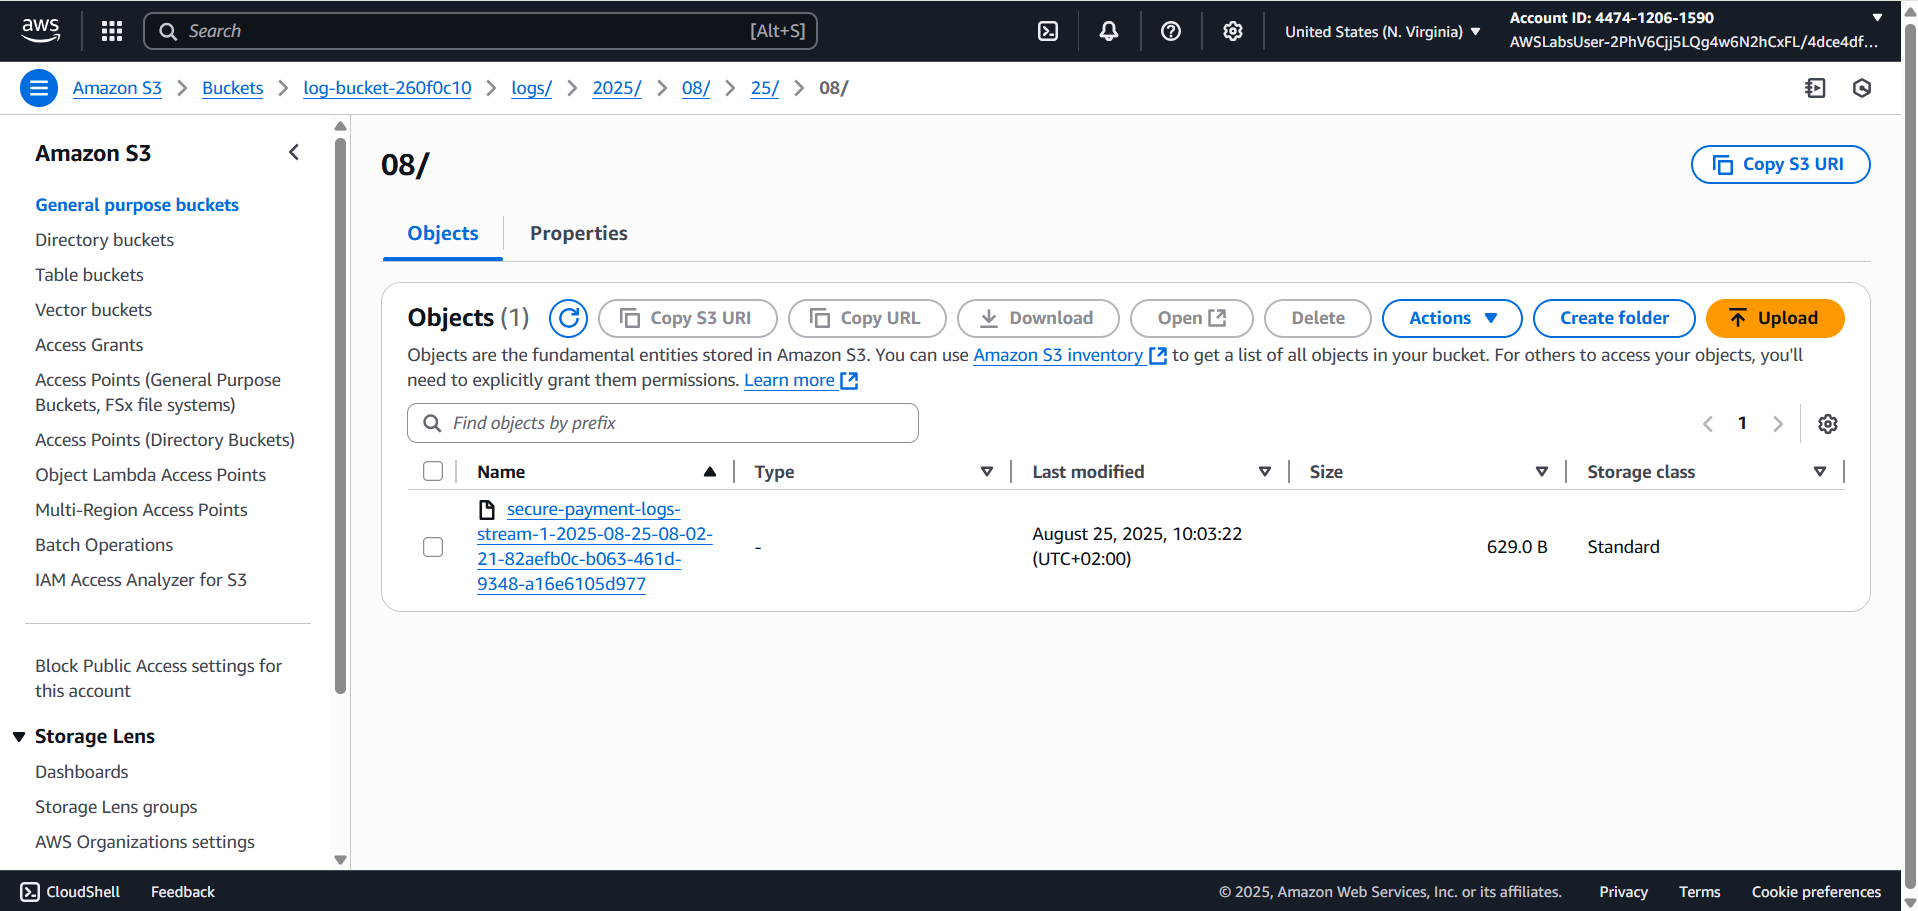 aws
Search
[Alt+S]
United States (N. Virginia)
Account ID: 4474-1206-1590
AWSLabsUser-2PhV6Cjj5LQg4w6N2hCxFL/4dce4df...
Amazon S3
Buckets
log-bucket-260f0c10
logs/
2025/
08/
25/
08/
Amazon S3
General purpose buckets
Directory buckets
Table buckets
Vector buckets
Access Grants
Access Points (General Purpose
Buckets, FSx file systems)
Access Points (Directory Buckets)
Object Lambda Access Points
Multi-Region Access Points
Batch Operations
IAM Access Analyzer for S3
Block Public Access settings for
this account
Storage Lens
Dashboards
Storage Lens groups
AWS Organizations settings
08/
Copy S3 URI
Objects
Properties
Objects (1)
Copy S3 URI
Copy URL
Download
Open
Delete
Actions
Create folder
Upload
Objects are the fundamental entities stored in Amazon S3. You can use Amazon S3 inventory to get a list of all objects in your bucket. For others to access your objects, you'll
need to explicitly grant them permissions. Learn more
Find objects by prefix
1
Name
Type
Last modified
Size
Storage class
secure-payment-logs-
stream-1-2025-08-25-08-02-
21-82aefb0c-b063-461d-
9348-a16e6105d977
-
August 25, 2025, 10:03:22
(UTC+02:00)
629.0 B
Standard
CloudShell
Feedback
© 2025, Amazon Web Services, Inc. or its affiliates.
Privacy
Terms
Cookie preferences